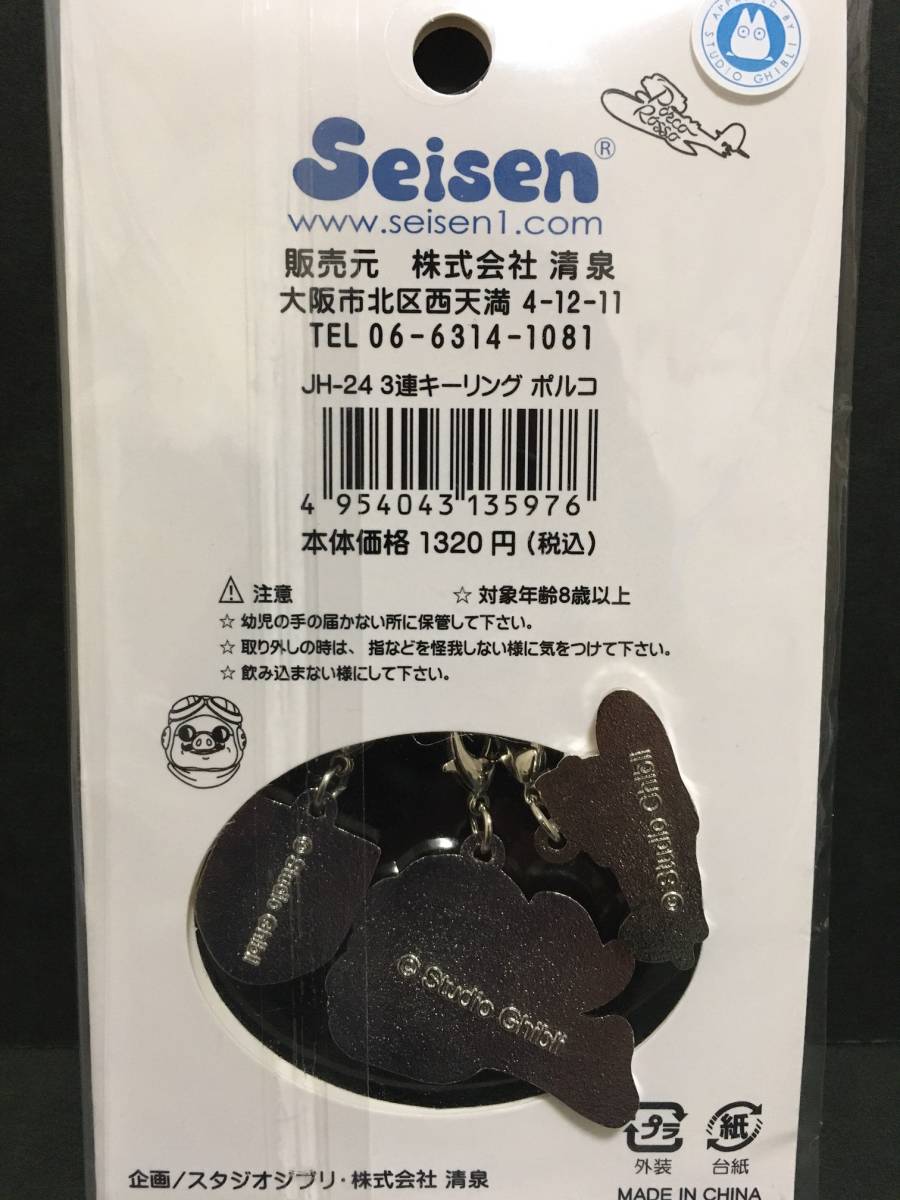 APPROVED BY STUDIO GHIBLI
Porco
Rosso
Seisen®
www.seisen1.com
販売元 株式会社 清泉
大阪市北区西天満 4-12-11
TEL 06-6314-1081
JH-24 3連キーリング ポルコ
4 954043 135976
本体価格 1320 円 (税込)
⚠ 注意 ☆ 対象年齢8歳以上
☆ 幼児の手の届かない所に保管して下さい。
☆ 取り外しの時は、 指などを怪我しない様に気をつけて下さい。
☆ 飲み込まない様にして下さい。
© Studio Ghibli
© Studio Ghibli
© Studio Ghibli
プラ 紙
外装 台紙
企画/スタジオジブリ・株式会社 清泉
MADE IN CHINA